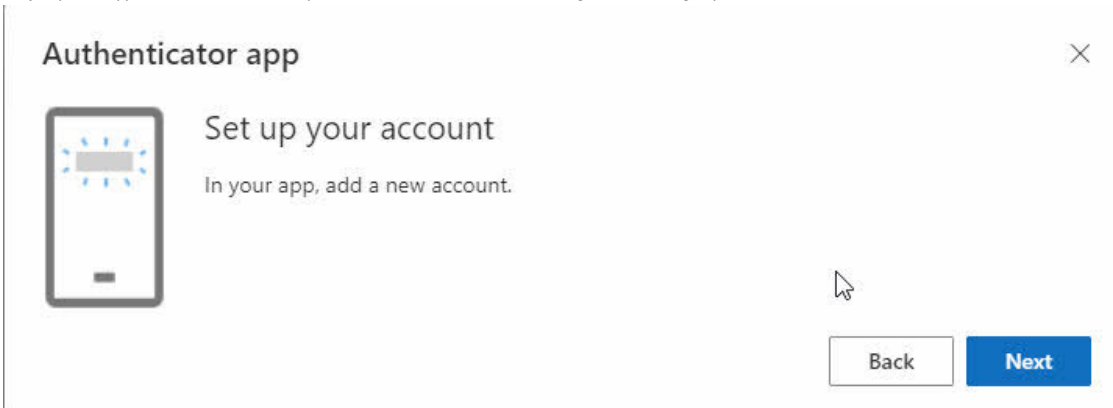 Authenticator app
Set up your account
In your app, add a new account.
Back
Next